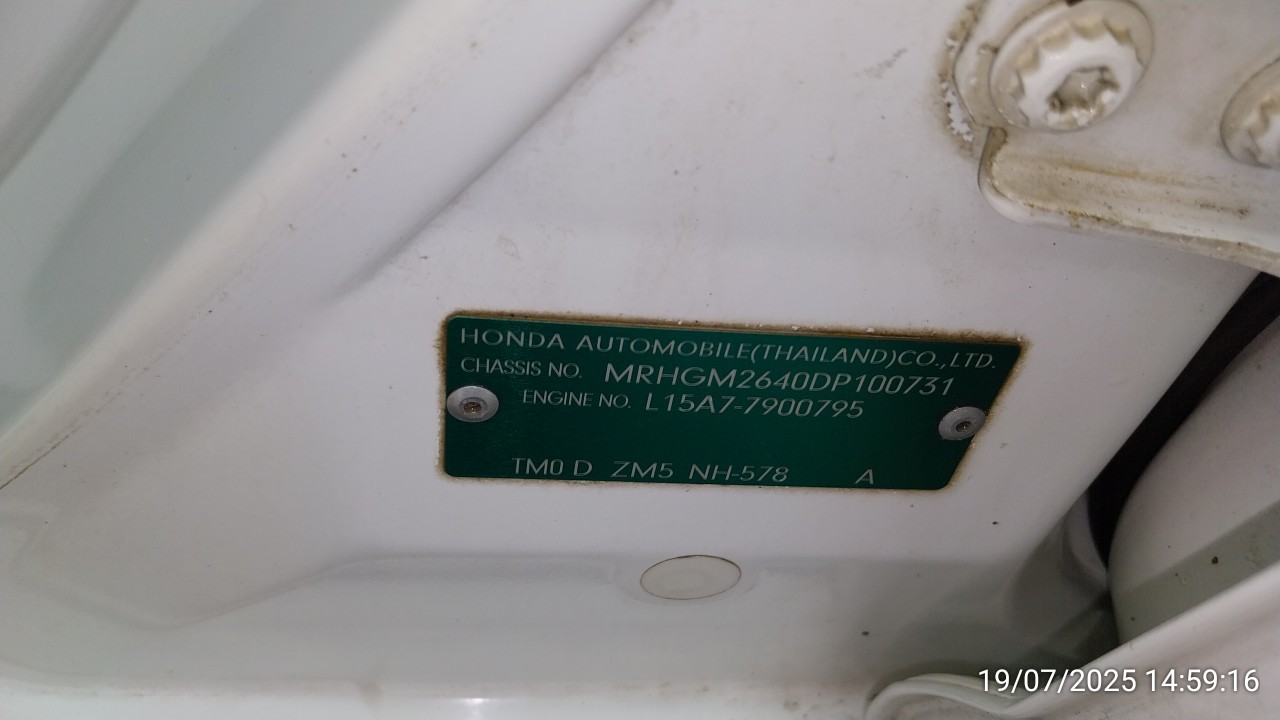 HONDA AUTOMOBILE(THAILAND)CO.,LTD.
CHASSIS NO. MRHGM2640DP100731
ENGINE NO. L15A7-7900795
TM0 D ZM5 NH-578 A
19/07/2025 14:59:16